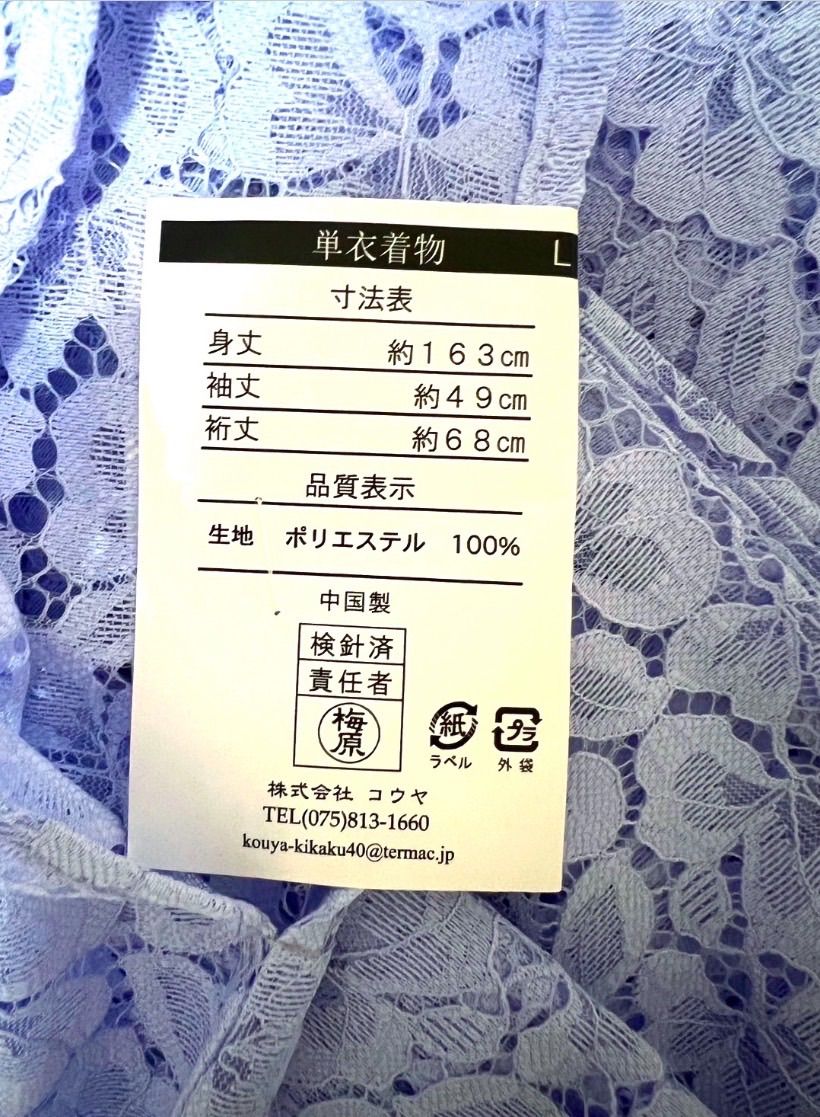 単衣着物 L
寸法表
身丈 約１６３cm
袖丈 約４９cm
裄丈 約６８cm
品質表示
生地 ポリエステル 100%
中国製
検針済
責任者
梅原
紙 プラ
ラベル 外袋
株式会社 コウヤ
TEL(075)813-1660
kouya-kikaku40@termac.jp